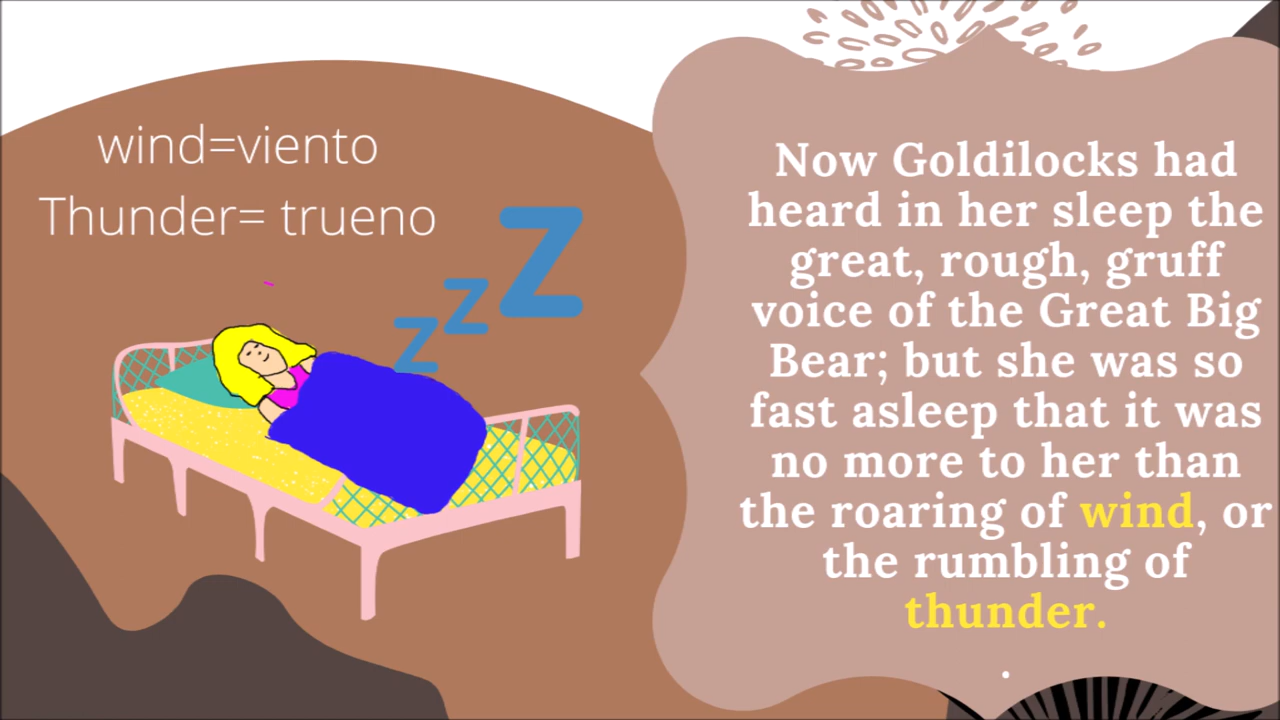 wind=viento
Thunder= trueno
z
z
Z
Now Goldilocks had
heard in her sleep the
great, rough, gruff
voice of the Great Big
Bear; but she was so
fast asleep that it was
no more to her than
the roaring of wind, or
the rumbling of
thunder.
.